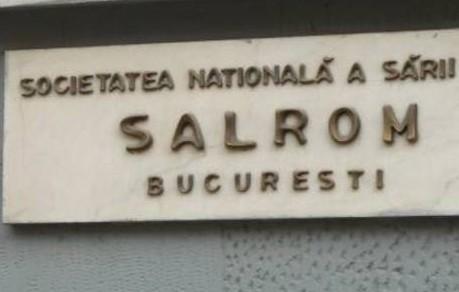 SOCIETATEA NATIONALĂ A SĂRII
SALROM
BUCURESTI